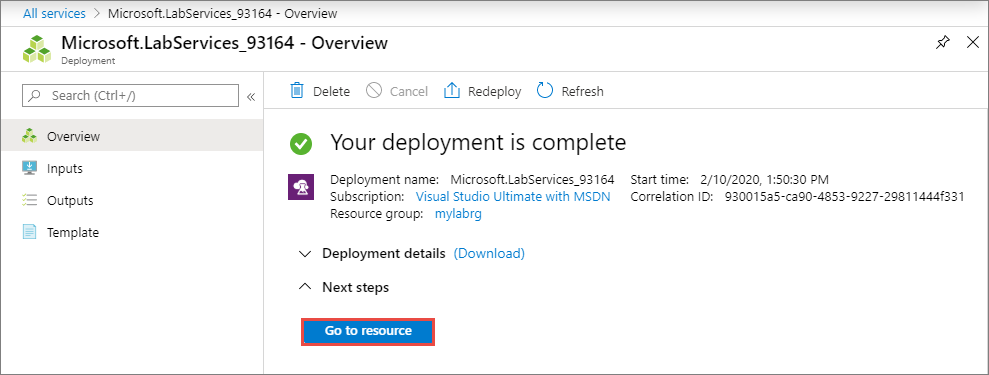 All services > Microsoft.LabServices_93164 - Overview
Microsoft.LabServices_93164 - Overview
Deployment
Search (Ctrl+/) «
Overview
Inputs
Outputs
Template
Delete Cancel Redeploy Refresh
Your deployment is complete
Deployment name: Microsoft.LabServices_93164 Start time: 2/10/2020, 1:50:30 PM
Subscription: Visual Studio Ultimate with MSDN Correlation ID: 930015a5-ca90-4853-9227-29811444f331
Resource group: mylabrg
Deployment details (Download)
Next steps
Go to resource